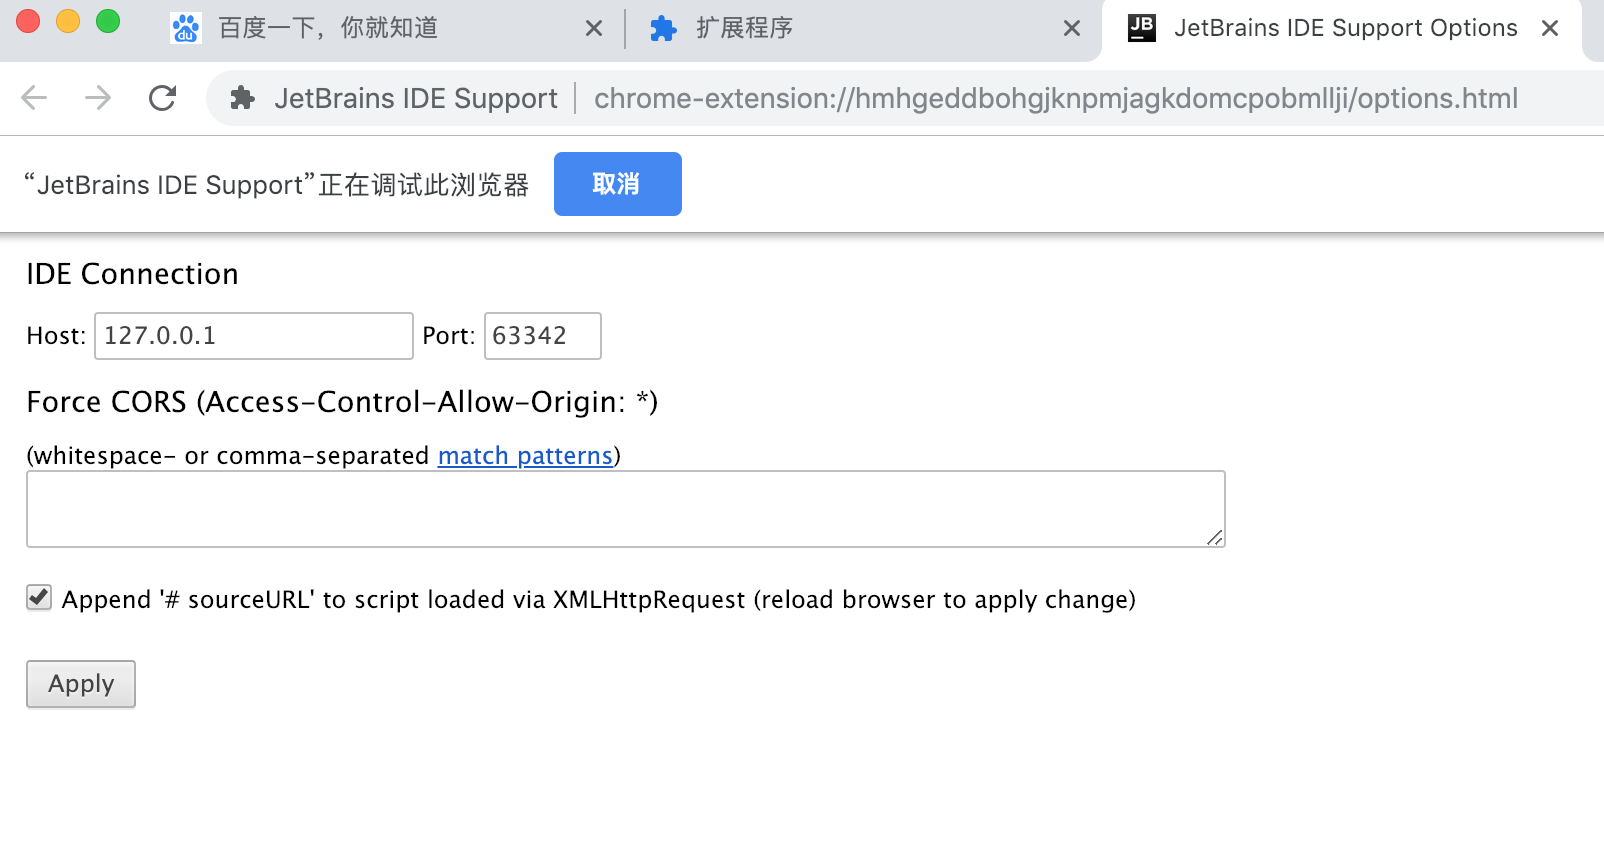 百度一下，你就知道
扩展程序
JB JetBrains IDE Support Options
JetBrains IDE Support chrome-extension://hmhgeddbohgjknpmjagkdomcpobmllji/options.html
“JetBrains IDE Support”正在调试此浏览器 取消
IDE Connection
Host: 127.0.0.1 Port: 63342
Force CORS (Access-Control-Allow-Origin: *)
(whitespace- or comma-separated match patterns)
Append '# sourceURL' to script loaded via XMLHttpRequest (reload browser to apply change)
Apply